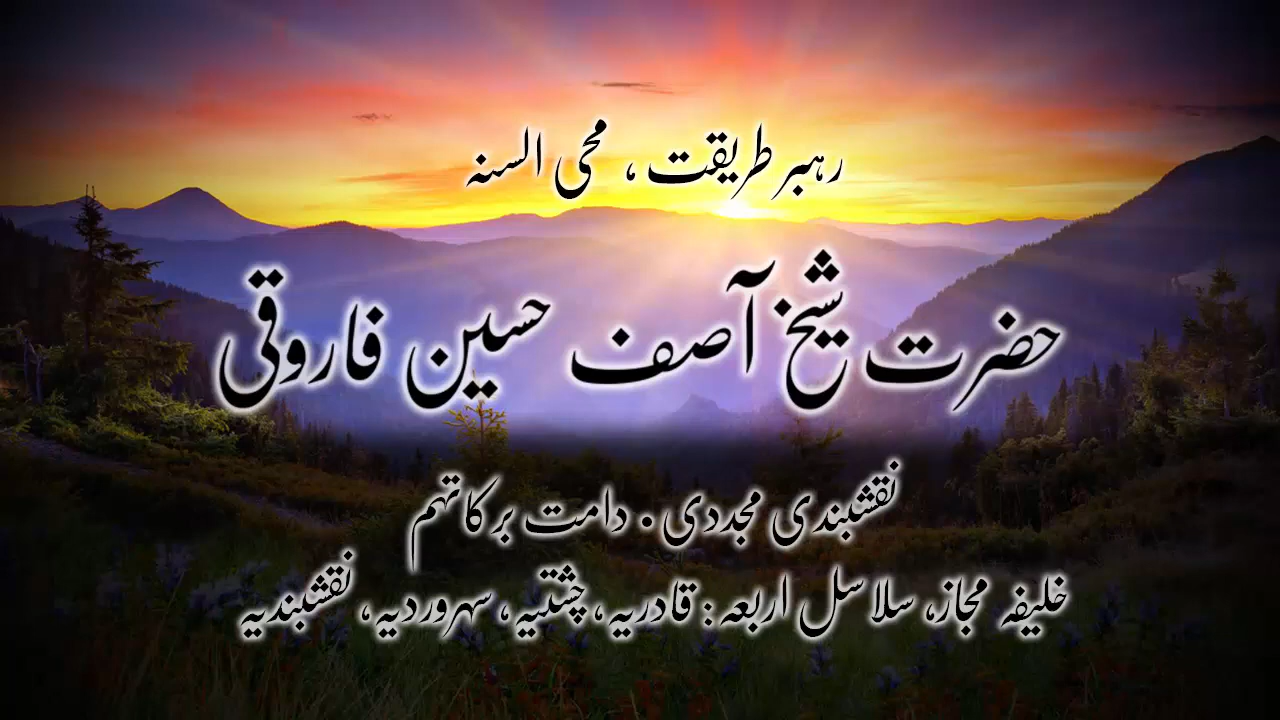 رہبر طریقت ، محی السنہ
حضرت شیخ آصف حسین فاروقی
نقشبندی مجددی . دامت برکاتہم
خلیفہ مجاز، سلاسل اربعہ : قادریہ، چشتیہ، سہروردیہ، نقشبندیہ